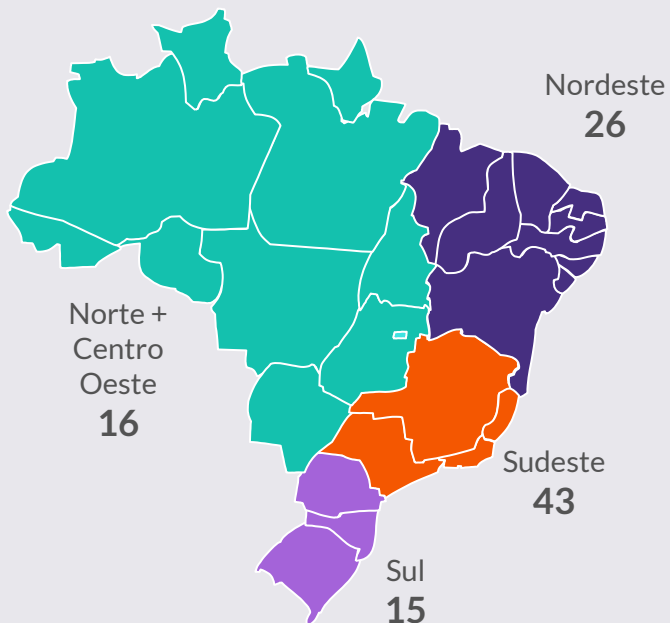 Nordeste
26
Norte +
Centro
Oeste
16
Sudeste
43
Sul
15